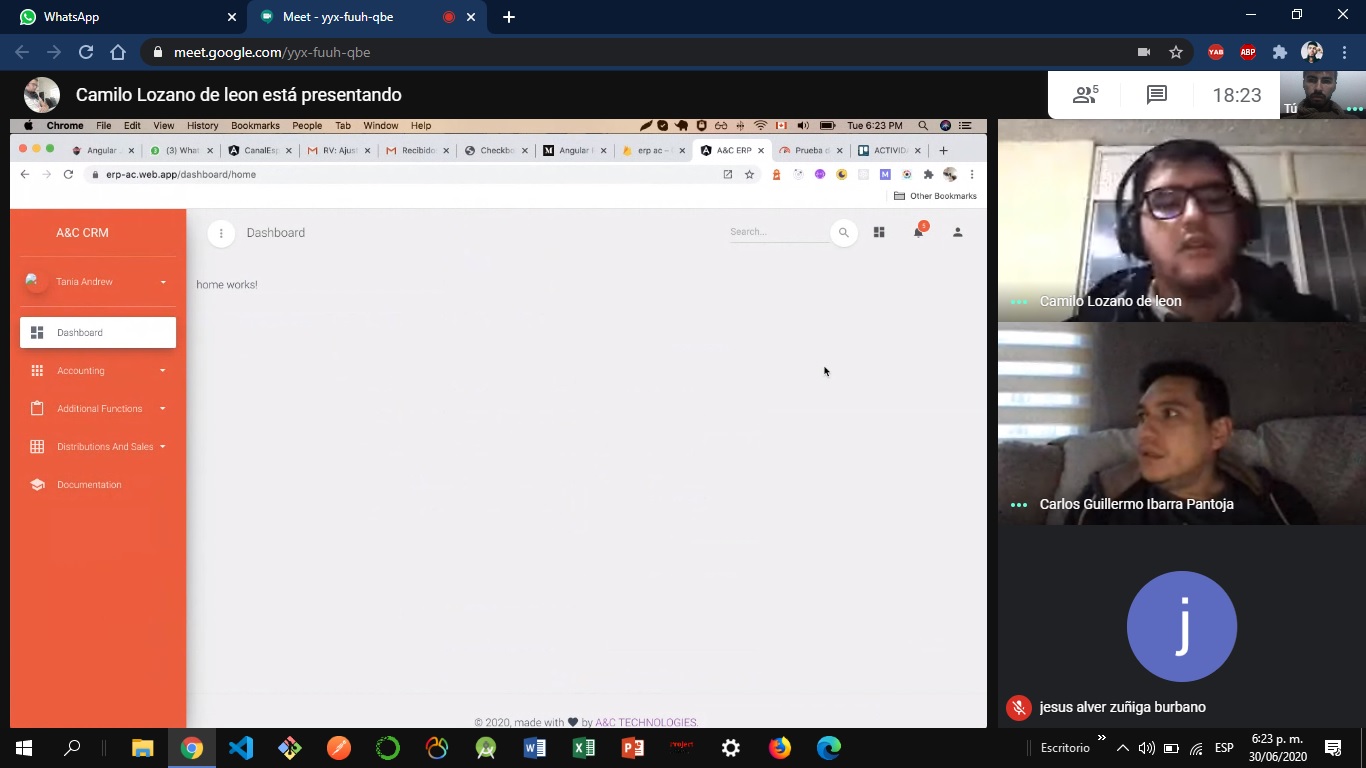 WhatsApp
Meet - yyx-fuuh-qbe
meet.google.com/yyx-fuuh-qbe
YAB
ABP
Camilo Lozano de leon está presentando
5
18:23
Tú
Chrome File Edit View History Bookmarks People Tab Window Help
Tue 6:23 PM
Angular
(3) What
CanalEsp
RV: Ajus
Recibido
Checkbo
Angular
erp ac –
A&C ERP
Prueba d
ACTIVID
erp-ac.web.app/dashboard/home
Other Bookmarks
A&C CRM
Dashboard
Search...
5
Tania Andrew
home works!
Dashboard
Accounting
Additional Functions
Distributions And Sales
Documentation
© 2020, made with by A&C TECHNOLOGIES.
Camilo Lozano de leon
Carlos Guillermo Ibarra Pantoja
j
jesus alver zuñiga burbano
Escritorio
ESP
6:23 p. m.
30/06/2020